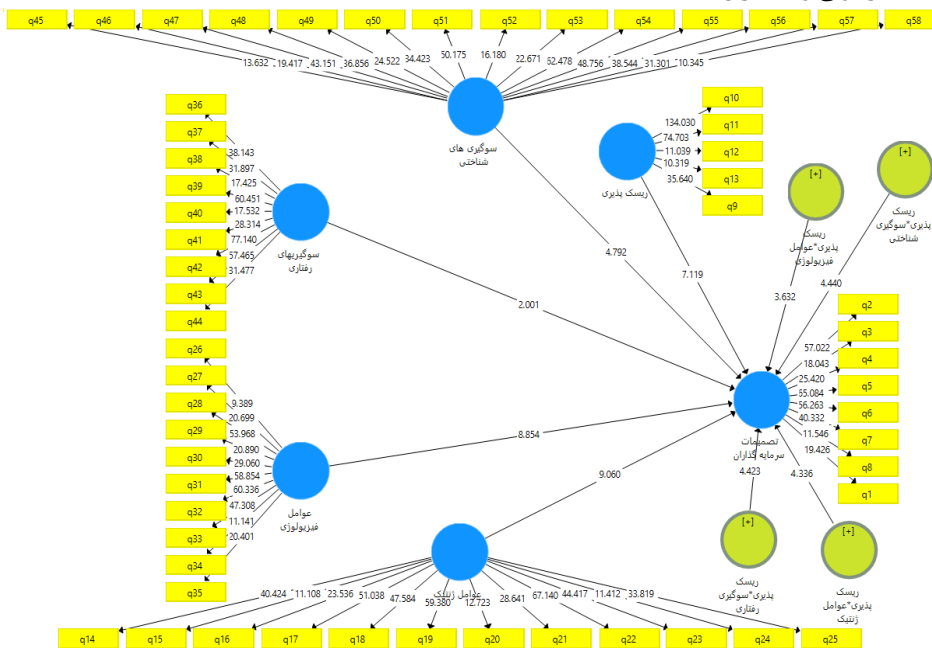 q45 q46 q47 q48 q49 q50 q51 q52 q53 q54 q55 q56 q57 q58
13.632 19.417 43.151 36.856 24.522 34.423 50.175 16.180 22.671 62.478 48.756 38.544 31.301 10.345
سوگیری های
شناختی
q36
q37
q38
q39
q40
q41
q42
q43
q44
38.143
31.897
17.425
60.451
17.532
28.314
77.140
57.465
31.477
سوگیریهای
رفتاری
q10
q11
q12
q13
q9
134.030
74.703
11.039
10.319
35.640
ریسک پذیری
[+]
ریسک
پذیری*عوامل
فیزیولوژی
[+]
ریسک
پذیری*سوگیری
شناختی
4.792
7.119
3.632
4.440
2.001
8.854
9.060
4.423
4.336
q2
q3
q4
q5
q6
q7
q8
q1
57.022
18.043
25.420
65.084
56.263
40.332
11.546
19.426
تصمیمات
سرمایه گذاران
q26
q27
q28
q29
q30
q31
q32
q33
q34
q35
9.389
20.699
53.968
20.890
29.060
58.854
60.336
47.308
11.141
20.401
عوامل
فیزیولوژی
عوامل ژنتیک
[+]
ریسک
پذیری*سوگیری
رفتاری
[+]
ریسک
پذیری*عوامل
ژنتیک
40.424 11.108 23.536 51.038 47.584 59.380 12.723 28.641 67.140 44.417 11.412 33.819
q14 q15 q16 q17 q18 q19 q20 q21 q22 q23 q24 q25